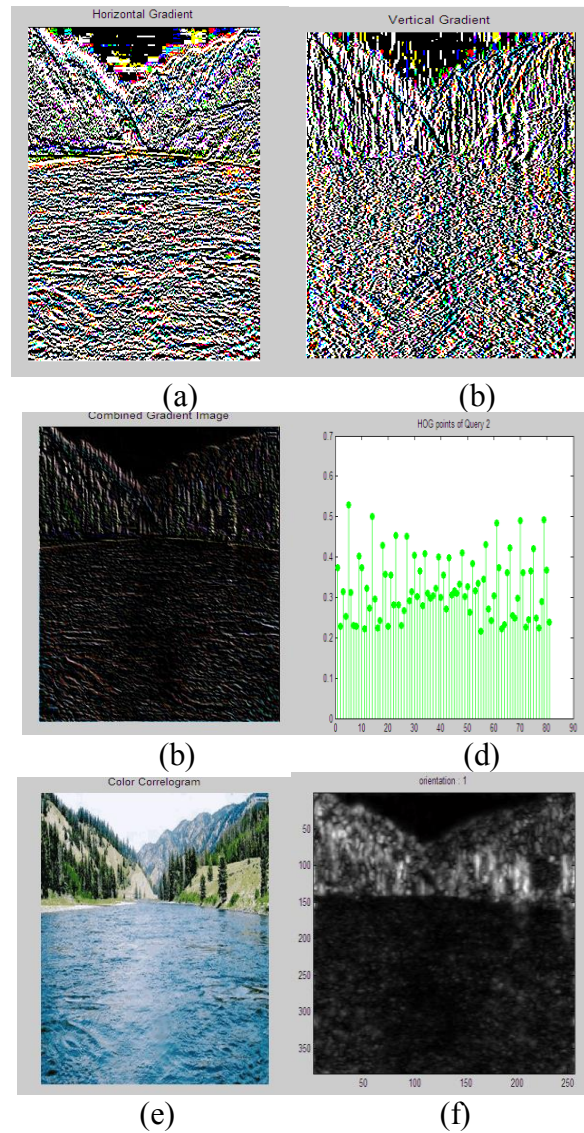 Horizontal Gradient
Vertical Gradient
(a)
(b)
Combined Gradient Image
HOG points of Query 2
0.7
0.6
0.5
0.4
0.3
0.2
0.1
0
0 10 20 30 40 50 60 70 80 90
(b)
(d)
Color Correlogram
orientation : 1
50
100
150
200
250
300
350
50 100 150 200 250
(e)
(f)